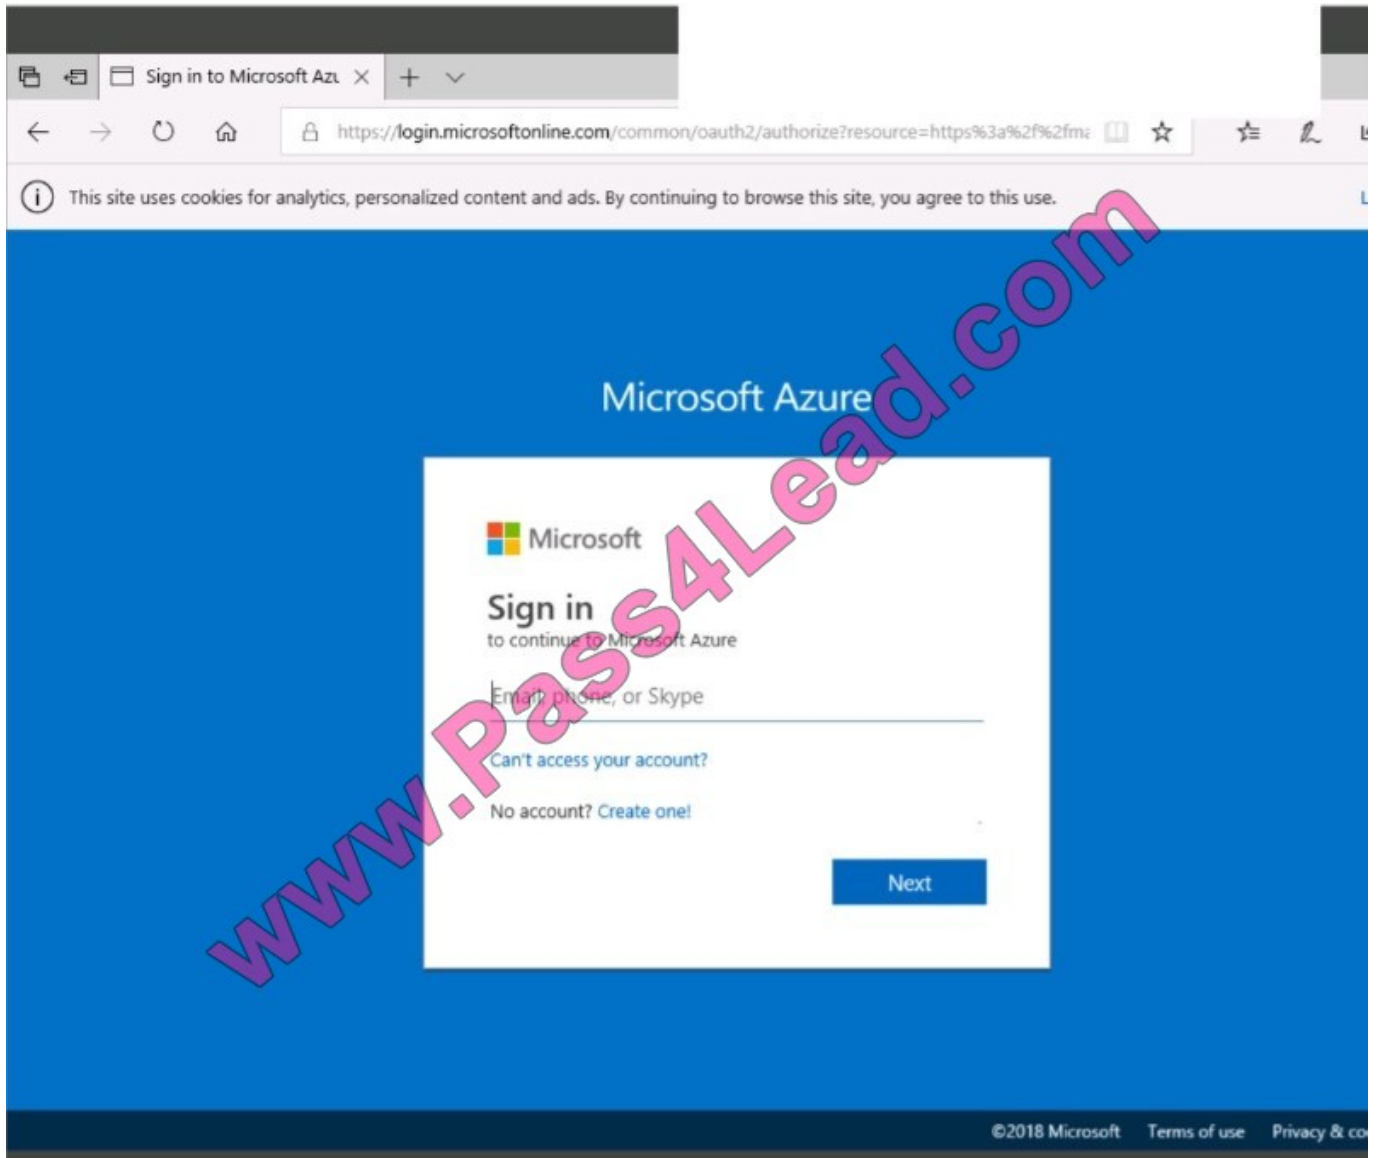 Sign in to Microsoft Azu
https://login.microsoftonline.com/common/oauth2/authorize?resource=https%3a%2f%2fma
This site uses cookies for analytics, personalized content and ads. By continuing to browse this site, you agree to this use.
Microsoft Azure
Microsoft
Sign in
to continue to Microsoft Azure
Email, phone, or Skype
Can't access your account?
No account? Create one!
Next
www.Pass4Lead.com
©2018 Microsoft Terms of use Privacy & co